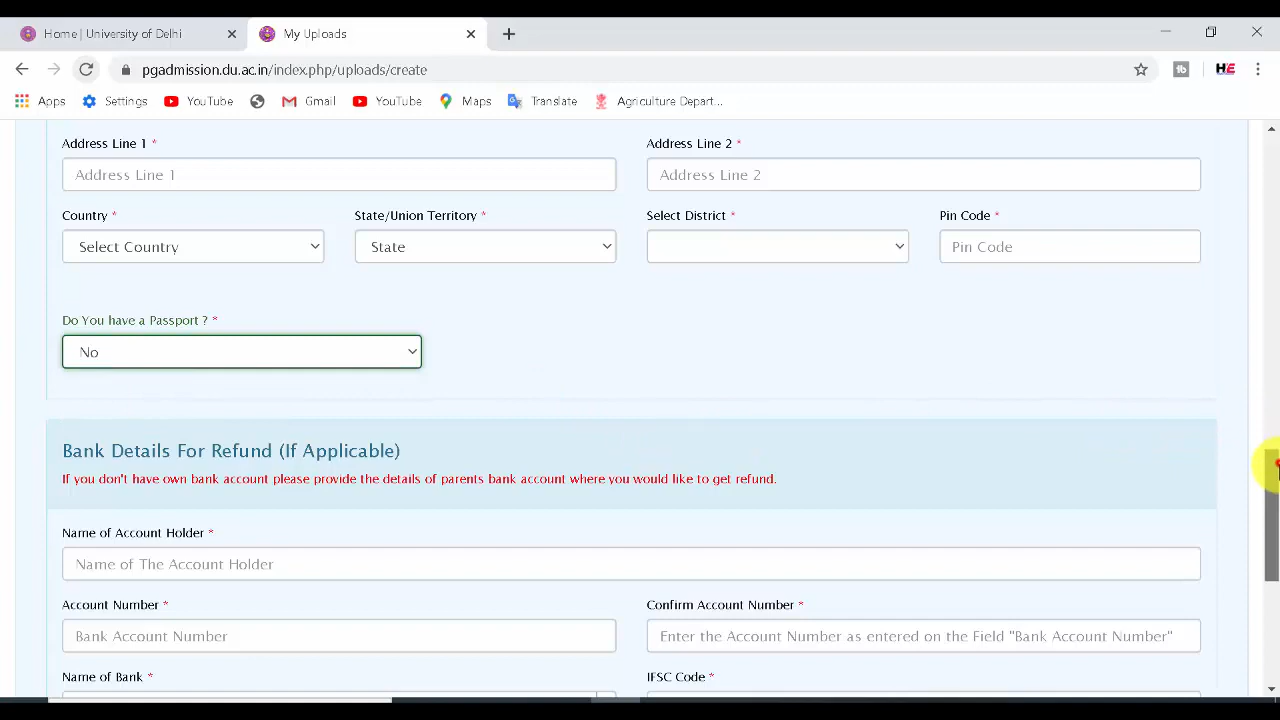 Home | University of Delhi
My Uploads
pgadmission.du.ac.in/index.php/uploads/create
tb
HE
Apps
Settings
YouTube
Gmail
YouTube
Maps
Translate
Agriculture Depart...
Address Line 1 *
Address Line 2 *
Address Line 1
Address Line 2
Country *
State/Union Territory *
Select District *
Pin Code *
Select Country
State
Pin Code
Do You have a Passport ? *
No
Bank Details For Refund (If Applicable)
If you don't have own bank account please provide the details of parents bank account where you would like to get refund.
Name of Account Holder *
Name of The Account Holder
Account Number *
Confirm Account Number *
Bank Account Number
Enter the Account Number as entered on the Field "Bank Account Number"
Name of Bank *
IFSC Code *